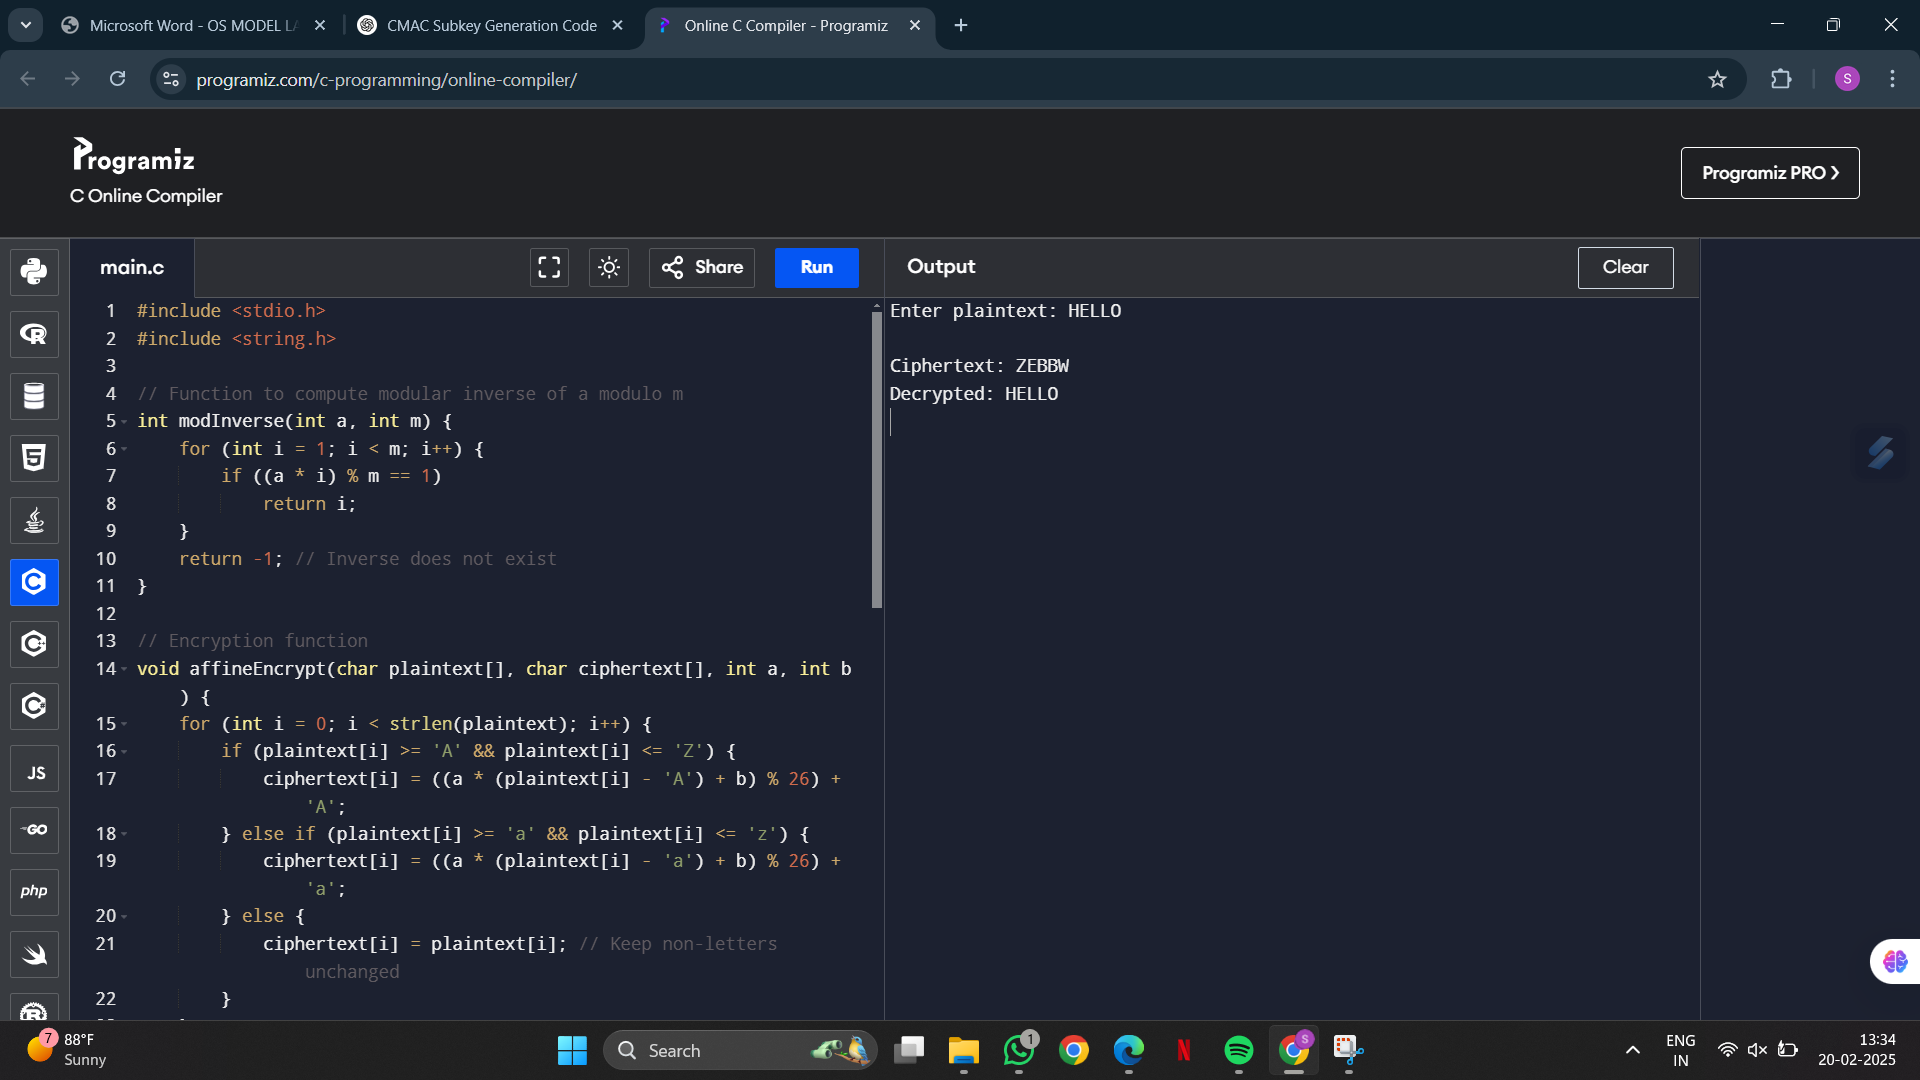 Microsoft Word - OS MODEL LA
CMAC Subkey Generation Code
Online C Compiler - Programiz
programiz.com/c-programming/online-compiler/
S
Programiz
C Online Compiler
Programiz PRO
main.c
Share
Run
Output
Clear
1 #include <stdio.h>
2 #include <string.h>
3
4 // Function to compute modular inverse of a modulo m
5 int modInverse(int a, int m) {
6 for (int i = 1; i < m; i++) {
7 if ((a * i) % m == 1)
8 return i;
9 }
10 return -1; // Inverse does not exist
11 }
12
13 // Encryption function
14 void affineEncrypt(char plaintext[], char ciphertext[], int a, int b
) {
15 for (int i = 0; i < strlen(plaintext); i++) {
16 if (plaintext[i] >= 'A' && plaintext[i] <= 'Z') {
17 ciphertext[i] = ((a * (plaintext[i] - 'A') + b) % 26) +
'A';
18 } else if (plaintext[i] >= 'a' && plaintext[i] <= 'z') {
19 ciphertext[i] = ((a * (plaintext[i] - 'a') + b) % 26) +
'a';
20 } else {
21 ciphertext[i] = plaintext[i]; // Keep non-letters
unchanged
22 }
Enter plaintext: HELLO
Ciphertext: ZEBBW
Decrypted: HELLO
JS
GO
php
7
88°F
Sunny
Search
1
S
ENG
IN
13:34
20-02-2025